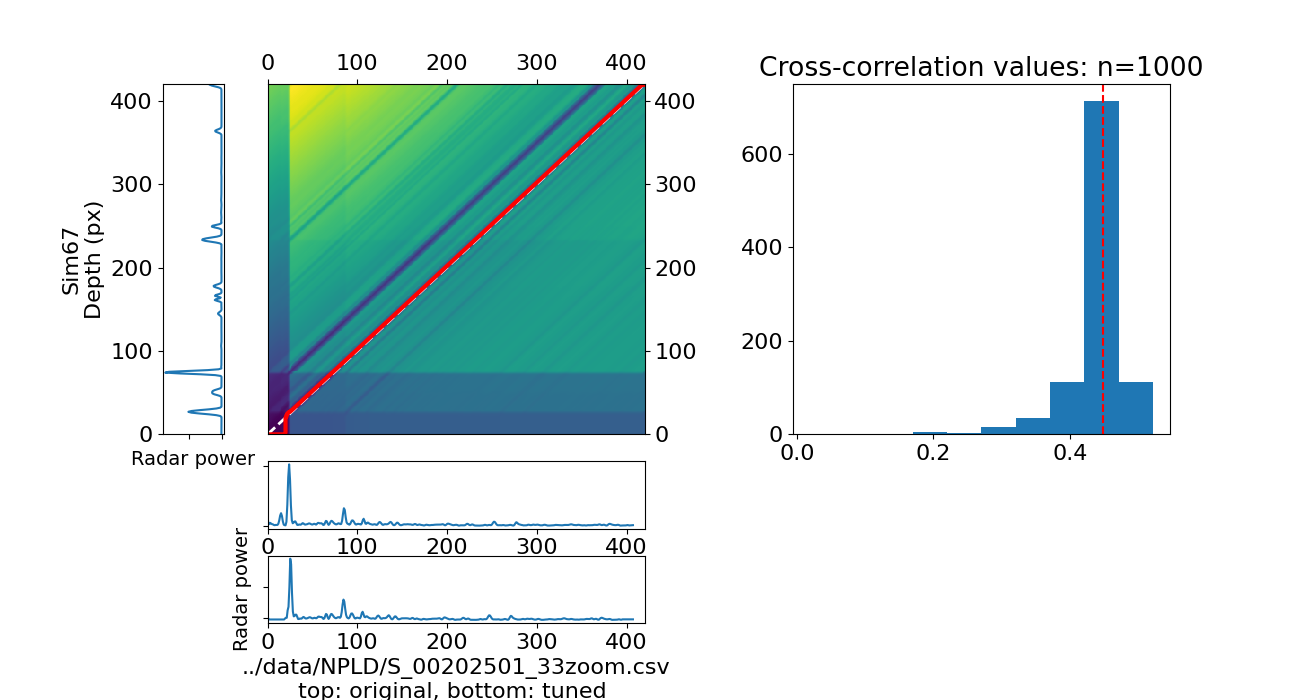 Cross-correlation values: n=1000
0 100 200 300 400
400
300
200
100
0
Sim67
Depth (px)
Radar power
400
300
200
100
0
600
400
200
0
0.0 0.2 0.4
0 100 200 300 400
Radar power
0 100 200 300 400
../data/NPLD/S_00202501_33zoom.csv
top: original, bottom: tuned